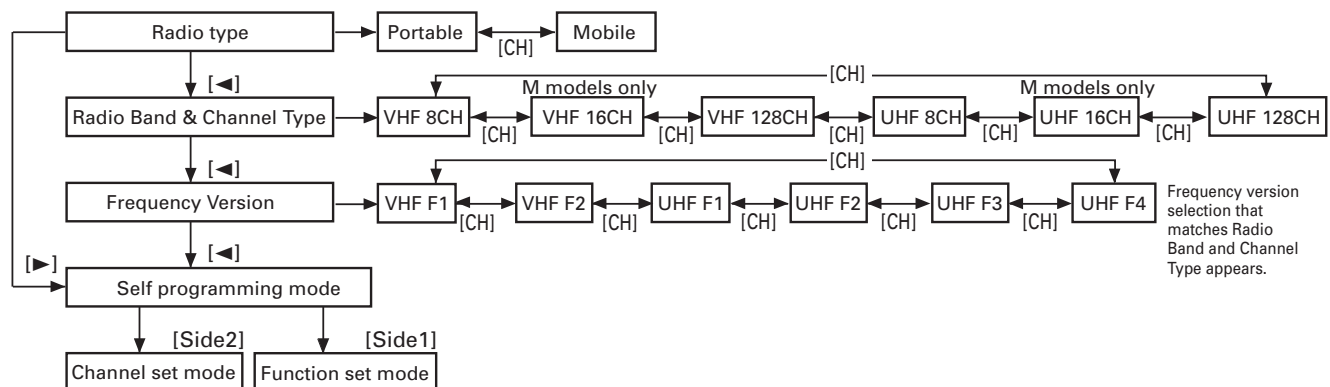 Radio type
Portable
[CH]
Mobile
[◄]
[CH]
M models only
M models only
Radio Band & Channel Type
VHF 8CH
[CH]
VHF 16CH
[CH]
VHF 128CH
[CH]
UHF 8CH
[CH]
UHF 16CH
[CH]
UHF 128CH
[◄]
[CH]
Frequency Version
VHF F1
[CH]
VHF F2
[CH]
UHF F1
[CH]
UHF F2
[CH]
UHF F3
[CH]
UHF F4
Frequency version
selection that
matches Radio
Band and Channel
Type appears.
[►]
[◄]
Self programming mode
[Side2]
[Side1]
Channel set mode
Function set mode